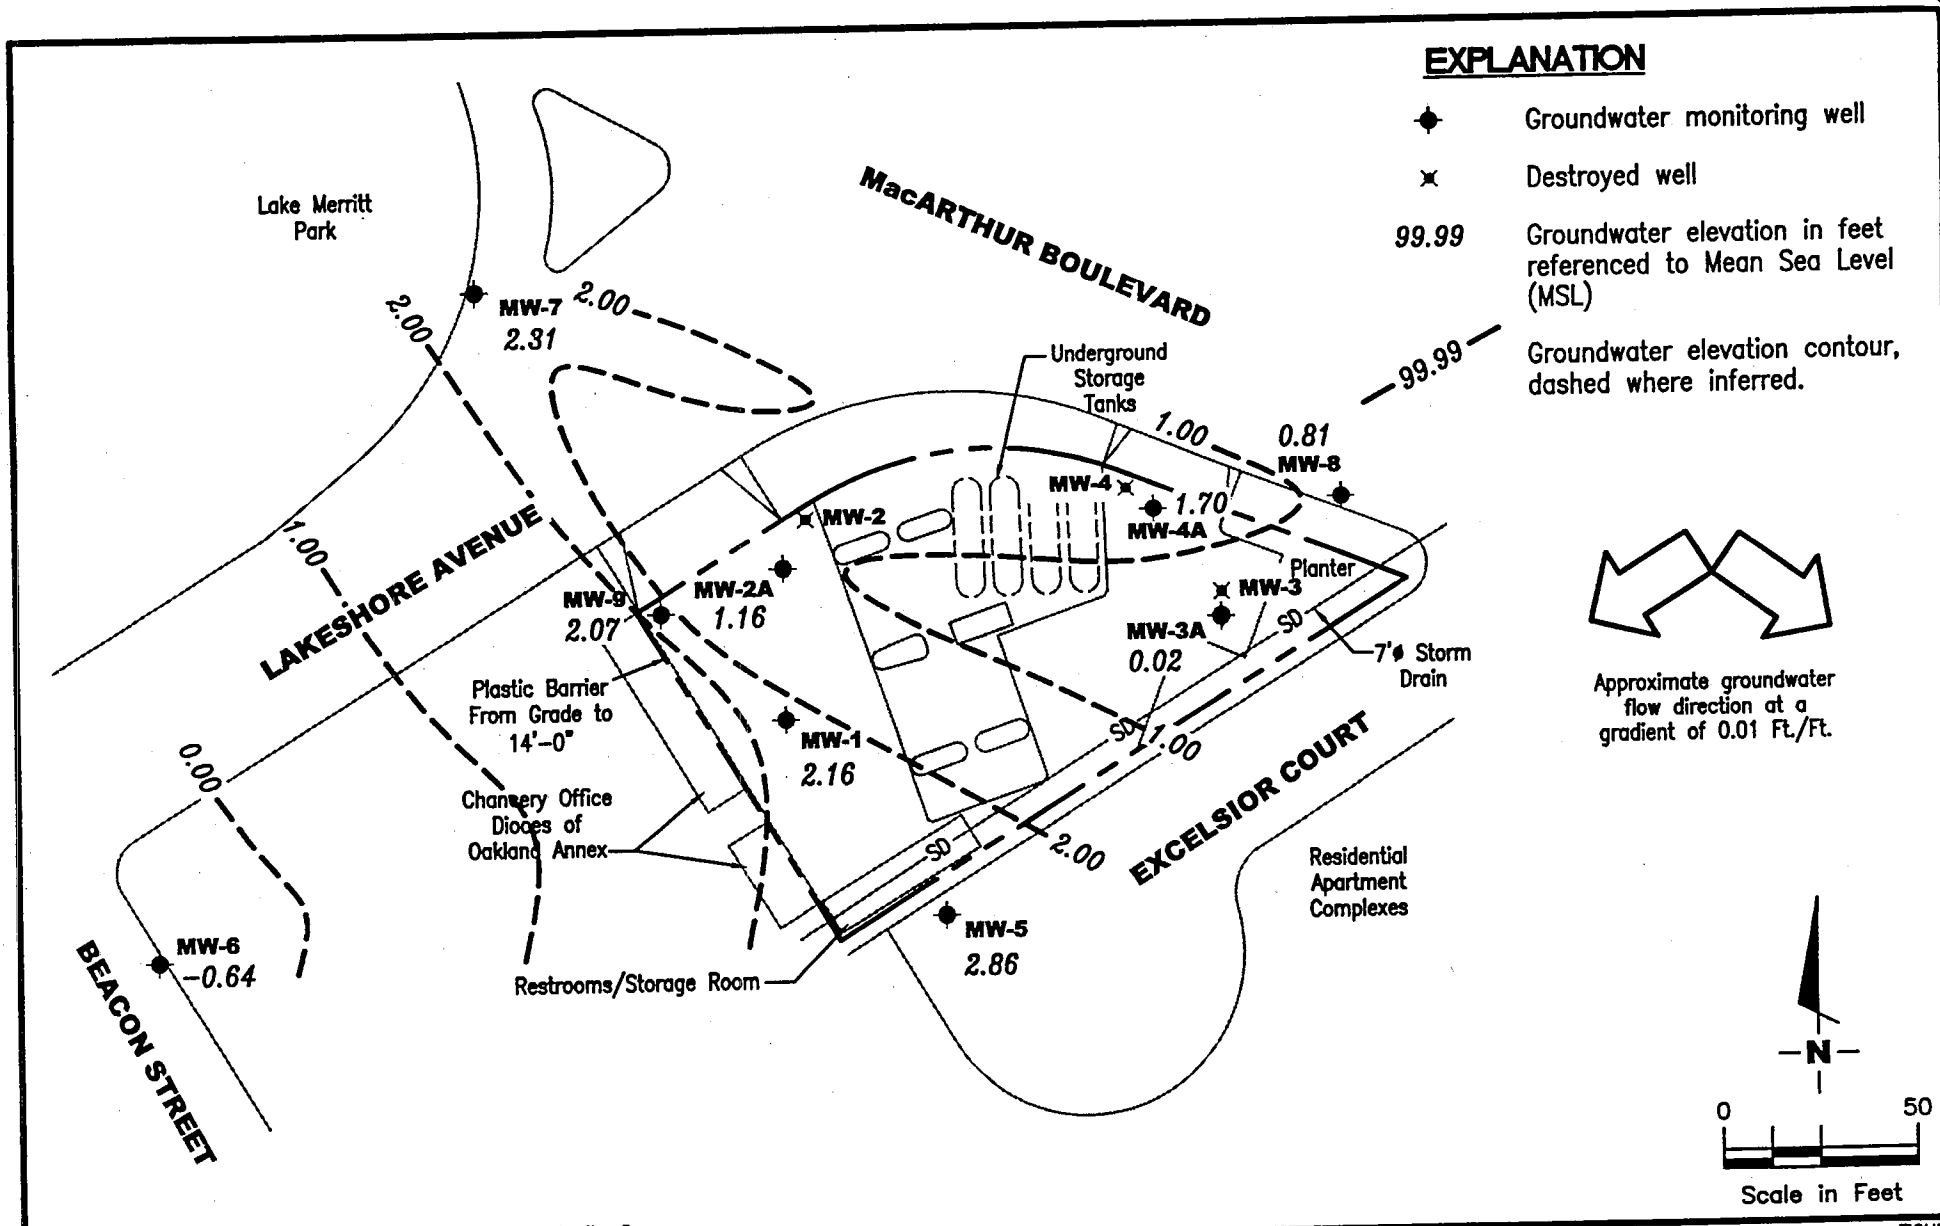 EXPLANATION
Groundwater monitoring well
Destroyed well
99.99
Groundwater elevation in feet
referenced to Mean Sea Level
(MSL)
99.99
Groundwater elevation contour,
dashed where inferred.
Lake Merritt
Park
MacARTHUR BOULEVARD
2.00
MW-7
2.31
2.00
Underground
Storage
Tanks
1.00
0.81
MW-8
MW-4
1.70
MW-4A
MW-2
1.00
LAKESHORE AVENUE
MW-9
2.07
MW-2A
1.16
Planter
MW-3
MW-3A
0.02
SD
7'ø Storm
Drain
Plastic Barrier
From Grade to
14'-0"
MW-1
2.16
SD
1.00
0.00
Chancery Office
Dioces of
Oakland Annex
SD
2.00
EXCELSIOR COURT
Residential
Apartment
Complexes
MW-6
-0.64
BEACON STREET
MW-5
2.86
Restrooms/Storage Room
Approximate groundwater
flow direction at a
gradient of 0.01 Ft./Ft.
N
0 50
Scale in Feet